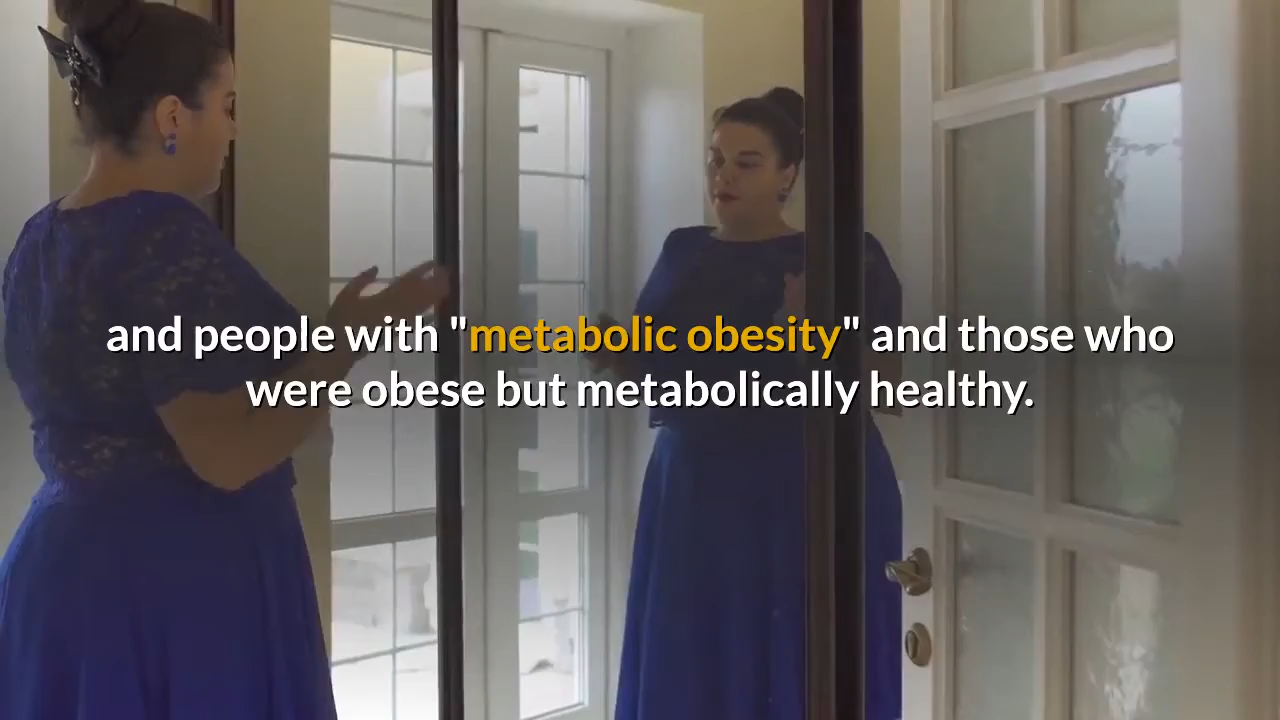 and people with "metabolic obesity" and those who
were obese but metabolically healthy.